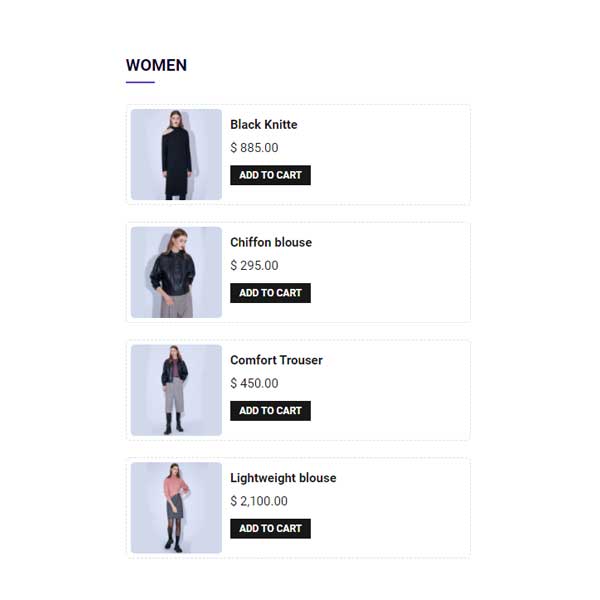 WOMEN
Black Knitte
$ 885.00
ADD TO CART
Chiffon blouse
$ 295.00
ADD TO CART
Comfort Trouser
$ 450.00
ADD TO CART
Lightweight blouse
$ 2,100.00
ADD TO CART